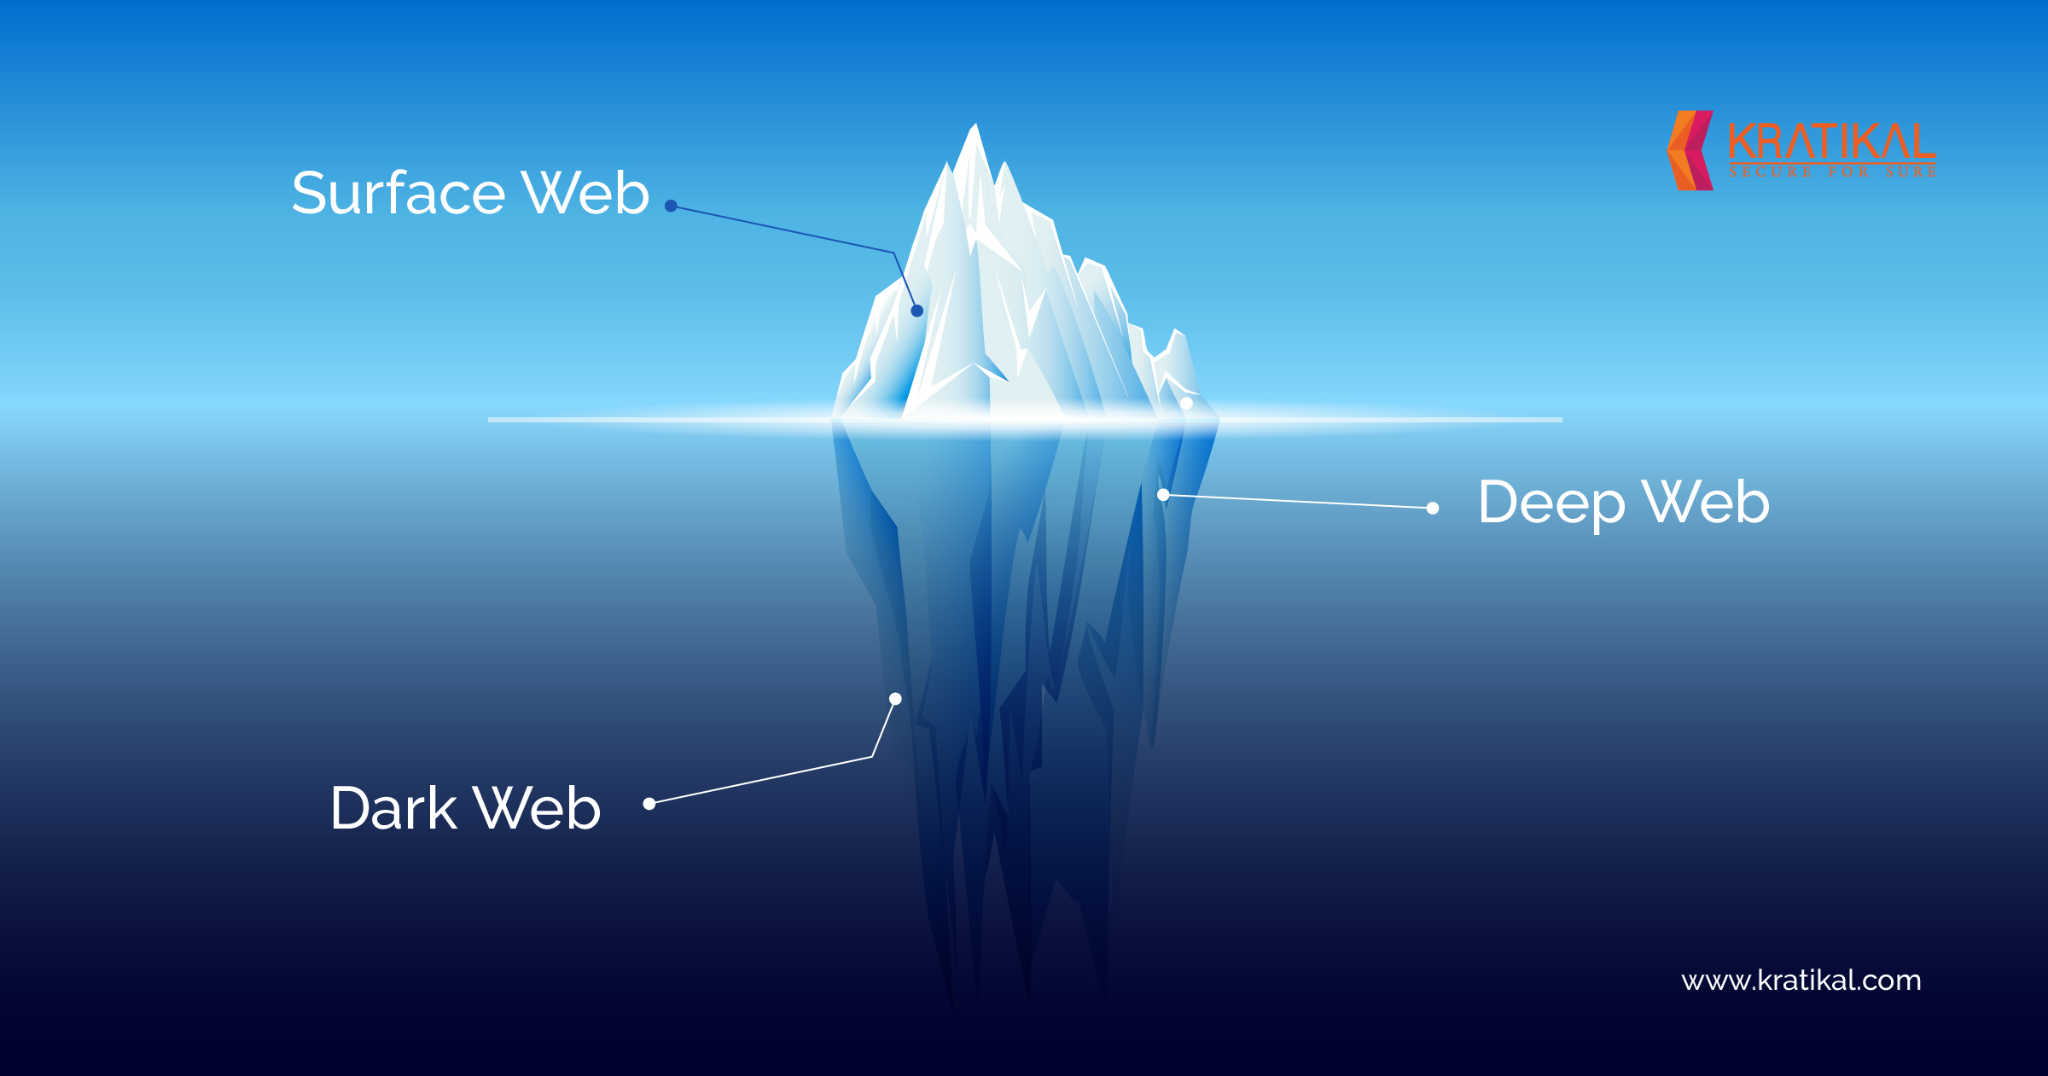 KRATIKAL
SECURE FOR SURE
Surface Web
Deep Web
Dark Web
www.kratikal.com